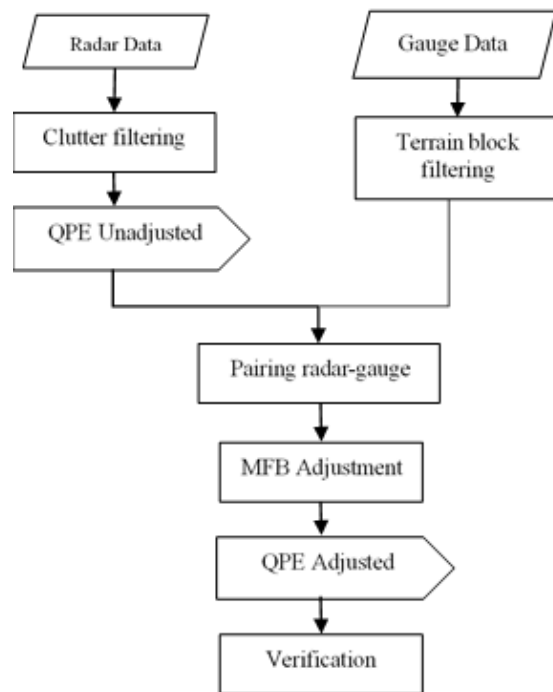 Radar Data
Gauge Data
Clutter filtering
Terrain block
filtering
QPE Unadjusted
Pairing radar-gauge
MFB Adjustment
QPE Adjusted
Verification